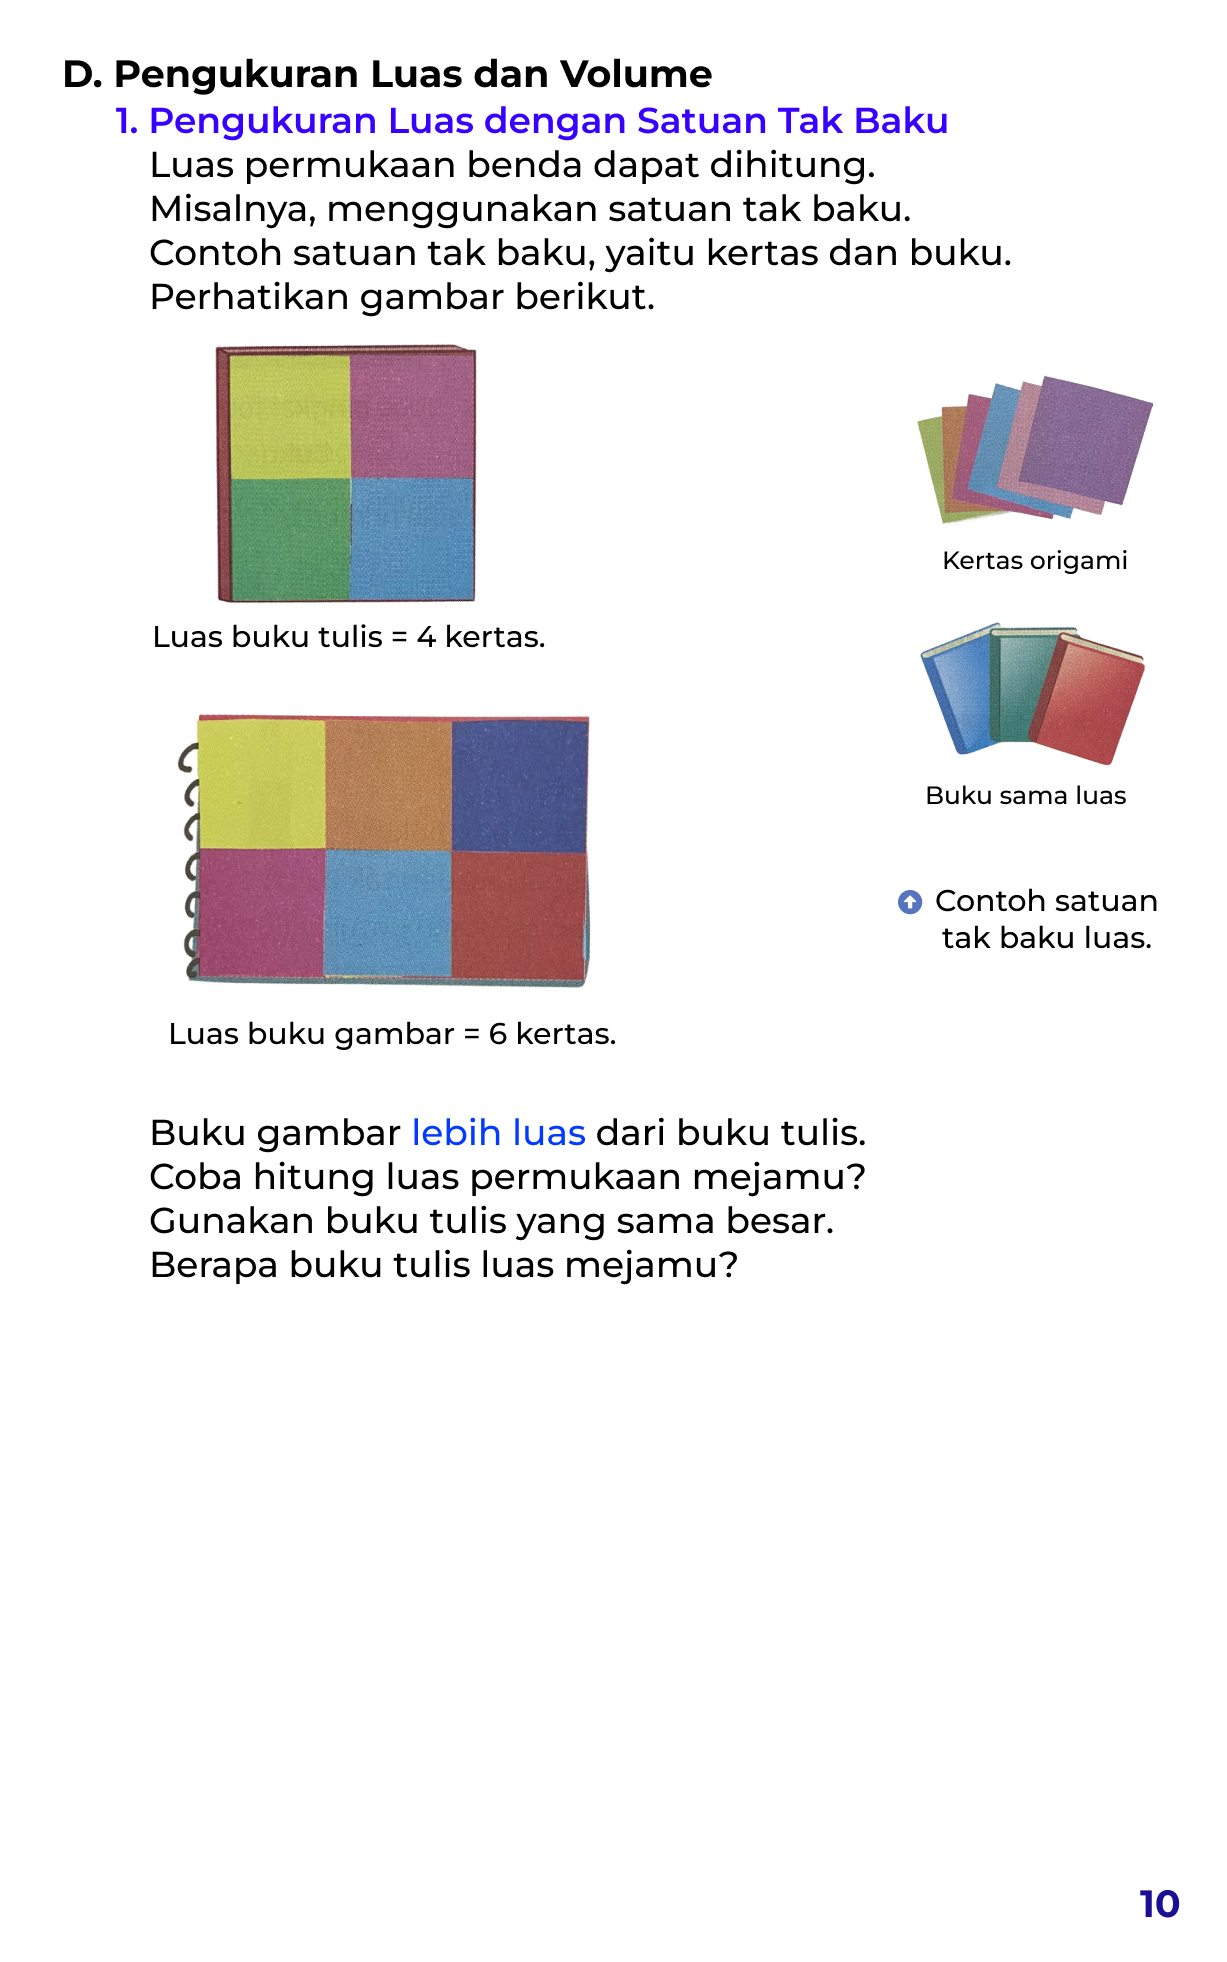 D. Pengukuran Luas dan Volume
1. Pengukuran Luas dengan Satuan Tak Baku
Luas permukaan benda dapat dihitung.
Misalnya, menggunakan satuan tak baku.
Contoh satuan tak baku, yaitu kertas dan buku.
Perhatikan gambar berikut.
Luas buku tulis = 4 kertas.
Luas buku gambar = 6 kertas.
Kertas origami
Buku sama luas
Contoh satuan
tak baku luas.
Buku gambar lebih luas dari buku tulis.
Coba hitung luas permukaan mejamu?
Gunakan buku tulis yang sama besar.
Berapa buku tulis luas mejamu?
10